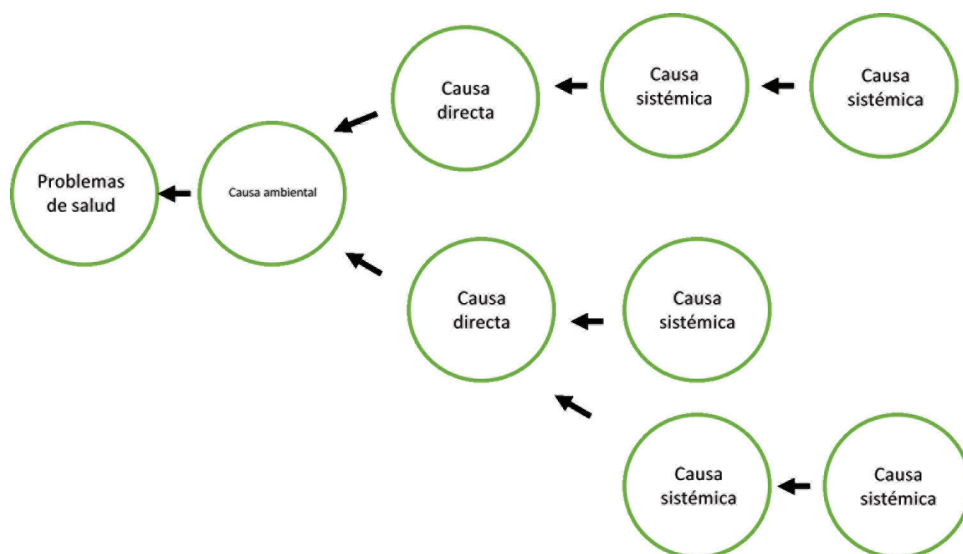 Problemas
de salud
Causa ambiental
Causa
directa
Causa
sistémica
Causa
sistémica
Causa
directa
Causa
sistémica
Causa
sistémica
Causa
sistémica